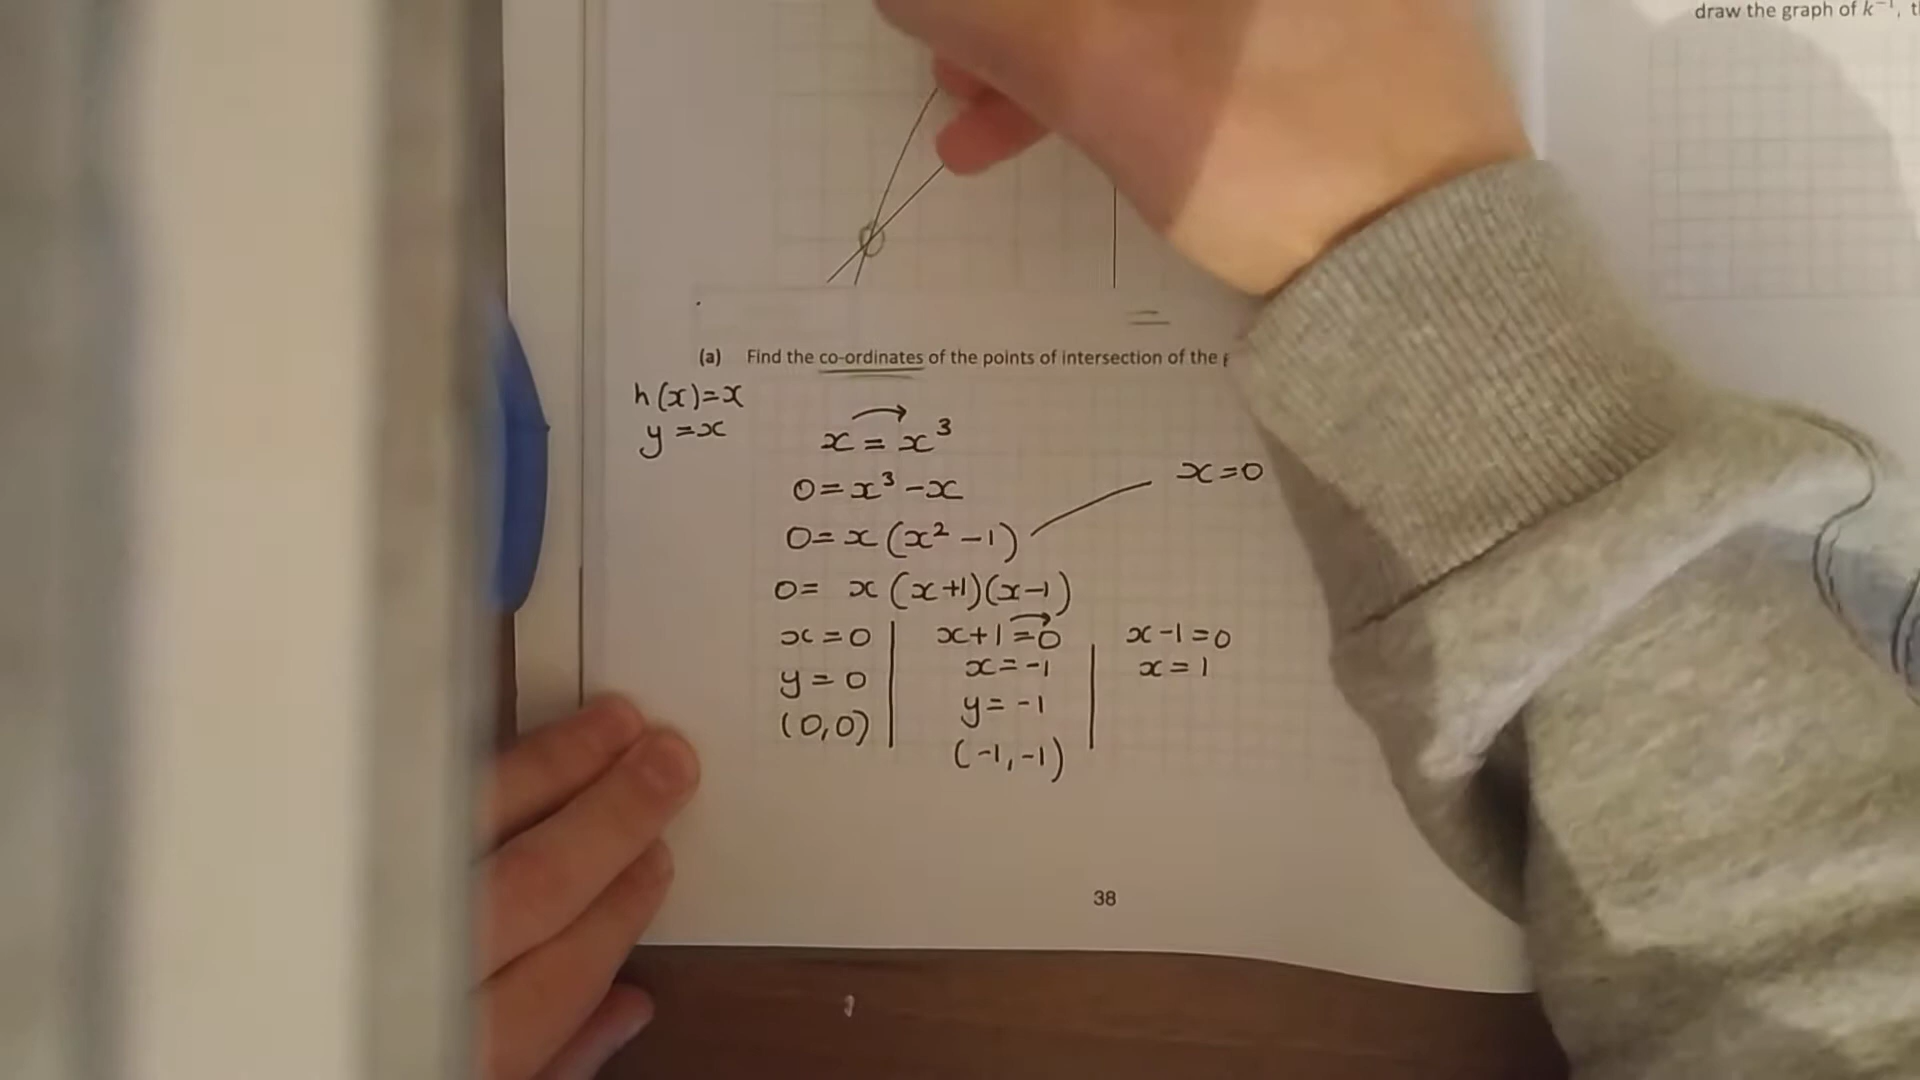 draw the graph of k⁻¹,
(a) Find the co-ordinates of the points of intersection of the
h(x)=x
y=x
x = x³
0=x³-x
x=0
0=x(x²-1)
0= x(x+1)(x-1)
x=0
y=0
(0,0)
x+1=0
x=-1
y=-1
(-1,-1)
x-1=0
x=1
38